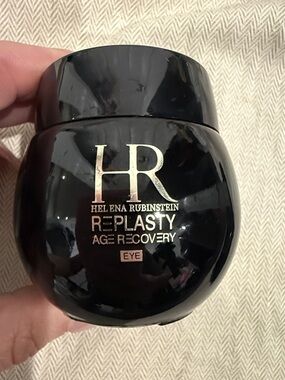 HR
HELENA RUBINSTEIN
REPLASTY
AGE RECOVERY
EYE